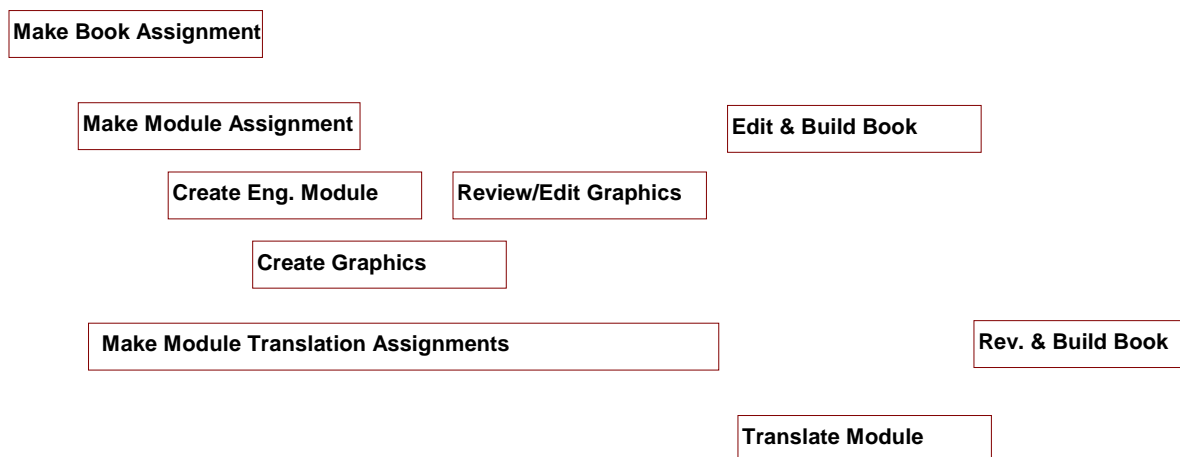 Make Book Assignment
Make Module Assignment
Edit & Build Book
Create Eng. Module
Review/Edit Graphics
Create Graphics
Make Module Translation Assignments
Rev. & Build Book
Translate Module